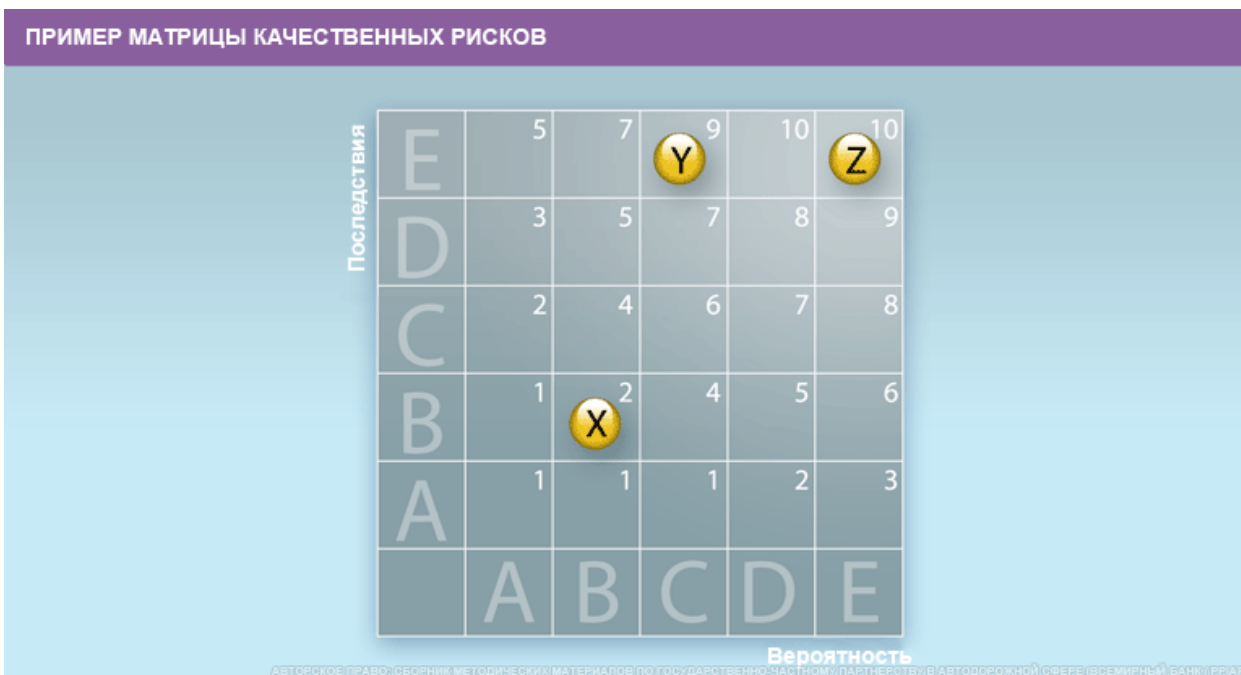 ПРИМЕР МАТРИЦЫ КАЧЕСТВЕННЫХ РИСКОВ
Последствия
E 5 7 Y 9 10 Z 10
D 3 5 7 8 9
C 2 4 6 7 8
B 1 X 2 4 5 6
A 1 1 1 2 3
A B C D E
Вероятность
АВТОРСКОЕ ПРАВО: СБОРНИК МЕТОДИЧЕСКИХ МАТЕРИАЛОВ ПО ГОСУДАРСТВЕННО-ЧАСТНОМУ ПАРТНЕРСТВУ В АВТОДОРОЖНОЙ СФЕРЕ (ВСЕМИРНЫЙ БАНК